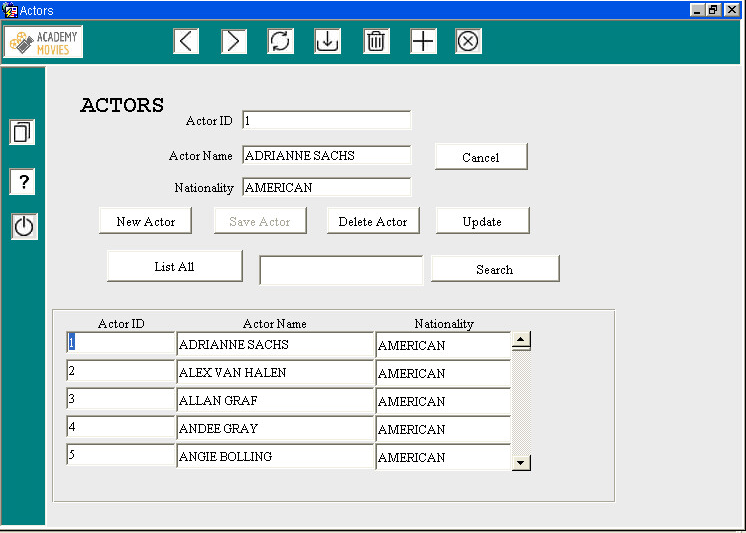 Actors
ACADEMY
MOVIES
ACTORS
Actor ID 1
Actor Name ADRIANNE SACHS Cancel
Nationality AMERICAN
?
New Actor Save Actor Delete Actor Update
List All Search
Actor ID Actor Name Nationality
1 ADRIANNE SACHS AMERICAN
2 ALEX VAN HALEN AMERICAN
3 ALLAN GRAF AMERICAN
4 ANDEE GRAY AMERICAN
5 ANGIE BOLLING AMERICAN